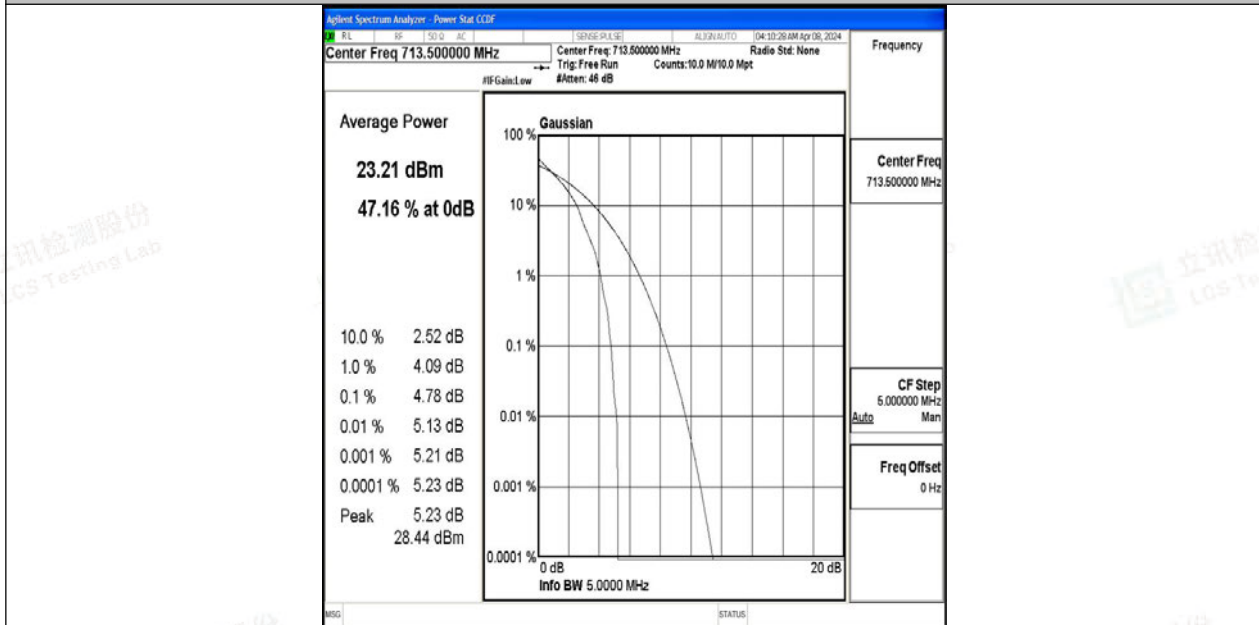 Agilent Spectrum Analyzer - Power Stat CCDF
RL RF 50 Ω AC SENSE:PULSE ALIGN AUTO 04:10:28 AM Apr 08, 2024
Center Freq 713.500000 MHz
Center Freq: 713.500000 MHz Radio Std: None
Trig: Free Run Counts:10.0 M/10.0 Mpt
#IFGain:Low #Atten: 46 dB
Frequency
Average Power
23.21 dBm
47.16 % at 0dB
10.0 % 2.52 dB
1.0 % 4.09 dB
0.1 % 4.78 dB
0.01 % 5.13 dB
0.001 % 5.21 dB
0.0001 % 5.23 dB
Peak 5.23 dB
28.44 dBm
Gaussian
100 %
10 %
1 %
0.1 %
0.01 %
0.001 %
0.0001 %
0 dB 20 dB
Info BW 5.0000 MHz
Center Freq
713.500000 MHz
CF Step
5.000000 MHz
Auto Man
Freq Offset
0 Hz
MSG STATUS
立讯检测股份
LCS Testing Lab
立讯检
LCS Te